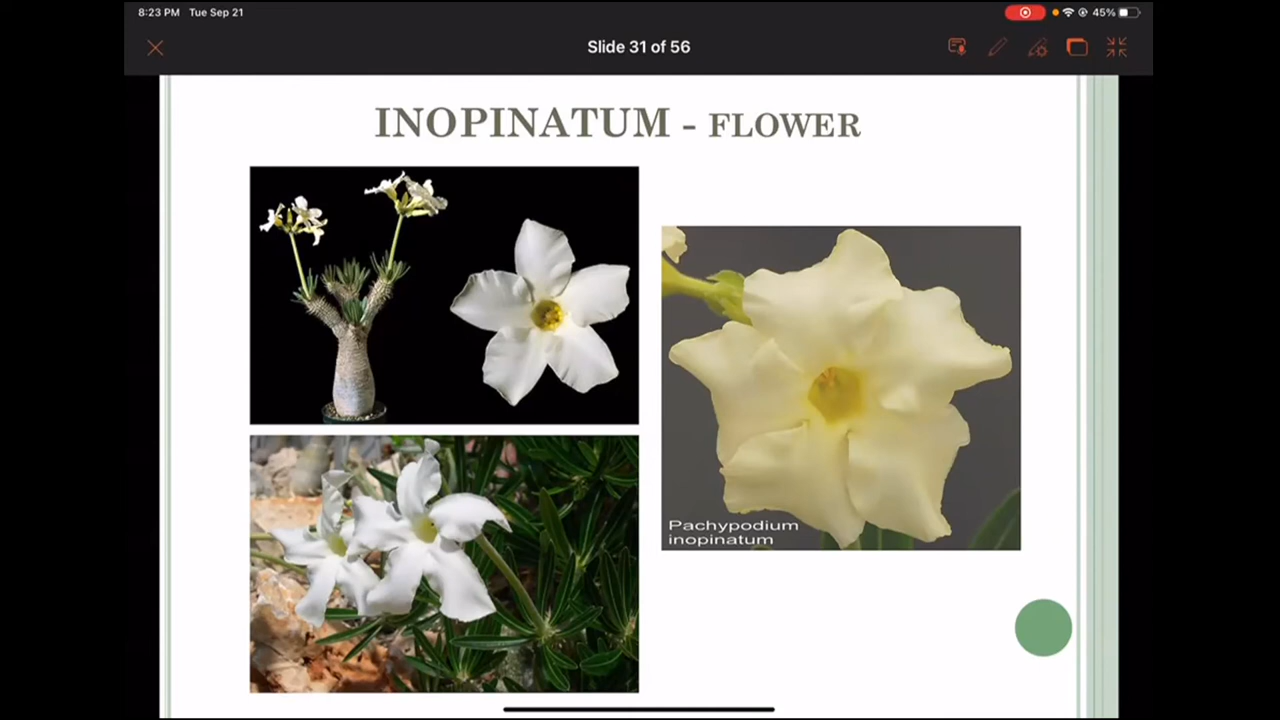 8:23 PM Tue Sep 21
45%
Slide 31 of 56
INOPINATUM - FLOWER
Pachypodium
inopinatum